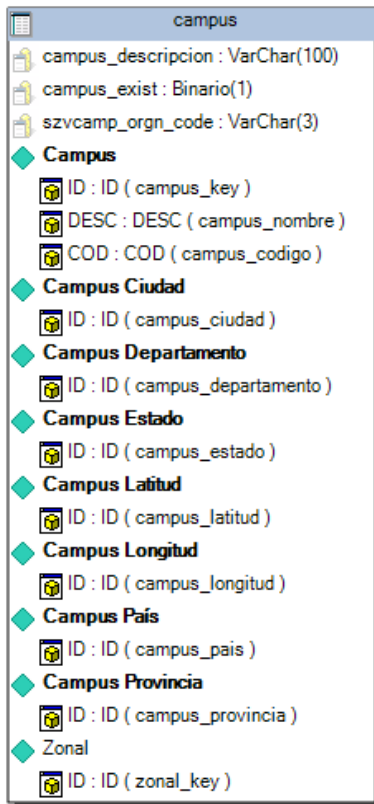 campus
campus_descripcion : VarChar(100)
campus_exist : Binario(1)
szvcamp_orgn_code : VarChar(3)
Campus
ID : ID ( campus_key )
DESC : DESC ( campus_nombre )
COD : COD ( campus_codigo )
Campus Ciudad
ID : ID ( campus_ciudad )
Campus Departamento
ID : ID ( campus_departamento )
Campus Estado
ID : ID ( campus_estado )
Campus Latitud
ID : ID ( campus_latitud )
Campus Longitud
ID : ID ( campus_longitud )
Campus País
ID : ID ( campus_pais )
Campus Provincia
ID : ID ( campus_provincia )
Zonal
ID : ID ( zonal_key )